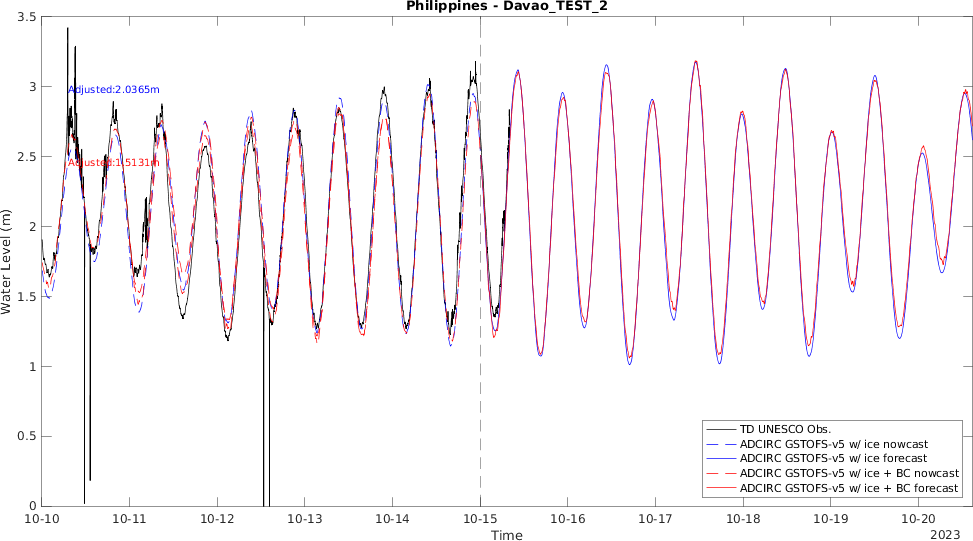 Philippines - Davao_TEST_2
3.5
3
2.5
2
1.5
1
0.5
0
Water Level (m)
Adjusted:2.0365m
Adjusted:1.5131m
TD UNESCO Obs.
ADCIRC GSTOFS-v5 w/ ice nowcast
ADCIRC GSTOFS-v5 w/ ice forecast
ADCIRC GSTOFS-v5 w/ ice + BC nowcast
ADCIRC GSTOFS-v5 w/ ice + BC forecast
10-10 10-11 10-12 10-13 10-14 10-15 10-16 10-17 10-18 10-19 10-20
2023
Time